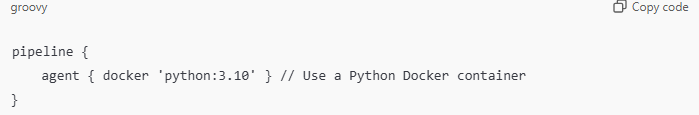 groovy Copy code
pipeline {
    agent { docker 'python:3.10' } // Use a Python Docker container
}